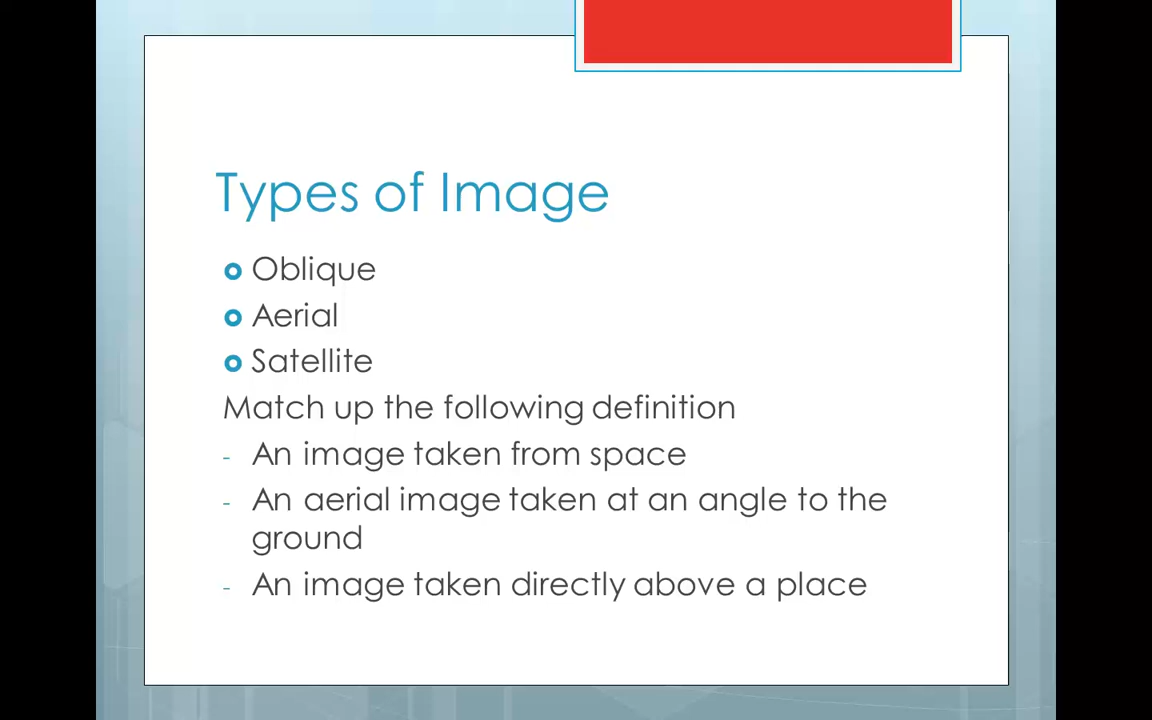 Types of Image
Oblique
Aerial
Satellite
Match up the following definition
- An image taken from space
- An aerial image taken at an angle to the
ground
- An image taken directly above a place